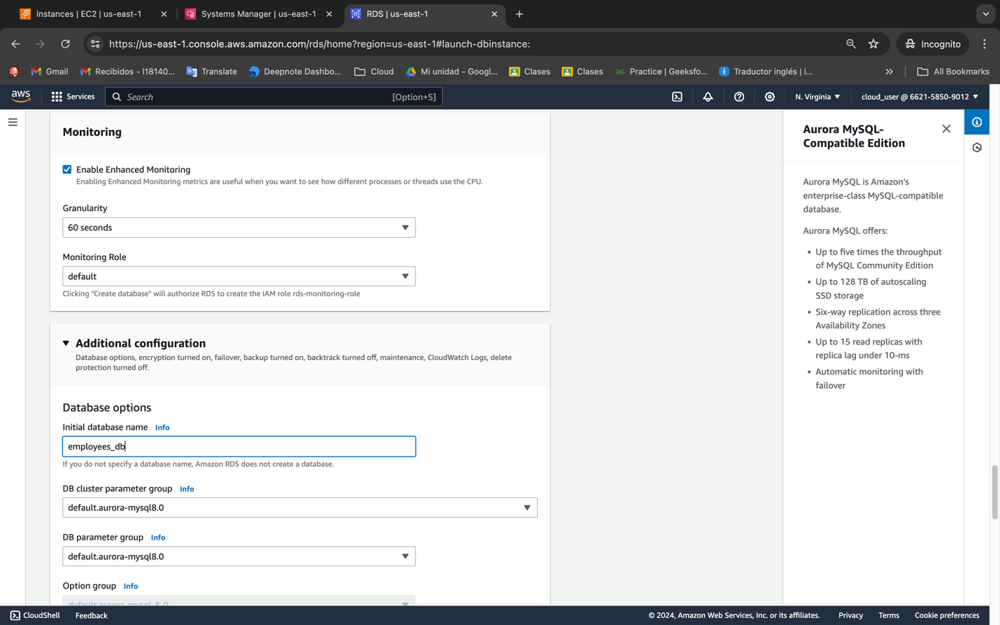 Instances | EC2 | us-east-1
Systems Manager | us-east-1
RDS | us-east-1
https://us-east-1.console.aws.amazon.com/rds/home?region=us-east-1#launch-dbinstance:
Incognito
Gmail
Recibidos - l18140...
Translate
Deepnote Dashbo...
Cloud
Mi unidad - Googl...
Clases
Clases
Practice | Geeksfo...
Traductor inglés | i...
All Bookmarks
aws
Services
Search
[Option+S]
N. Virginia
cloud_user @ 6621-5850-9012
Monitoring
Enable Enhanced Monitoring
Enabling Enhanced Monitoring metrics are useful when you want to see how different processes or threads use the CPU.
Granularity
60 seconds
Monitoring Role
default
Clicking "Create database" will authorize RDS to create the IAM role rds-monitoring-role
Additional configuration
Database options, encryption turned on, failover, backup turned on, backtrack turned off, maintenance, CloudWatch Logs, delete
protection turned off.
Database options
Initial database name Info
employees_db
If you do not specify a database name, Amazon RDS does not create a database.
DB cluster parameter group Info
default.aurora-mysql8.0
DB parameter group Info
default.aurora-mysql8.0
Option group Info
default:aurora-mysql-8-0
Aurora MySQL-
Compatible Edition
Aurora MySQL is Amazon's
enterprise-class MySQL-compatible
database.
Aurora MySQL offers:
• Up to five times the throughput
of MySQL Community Edition
• Up to 128 TB of autoscaling
SSD storage
• Six-way replication across three
Availability Zones
• Up to 15 read replicas with
replica lag under 10-ms
• Automatic monitoring with
failover
CloudShell
Feedback
© 2024, Amazon Web Services, Inc. or its affiliates.
Privacy
Terms
Cookie preferences